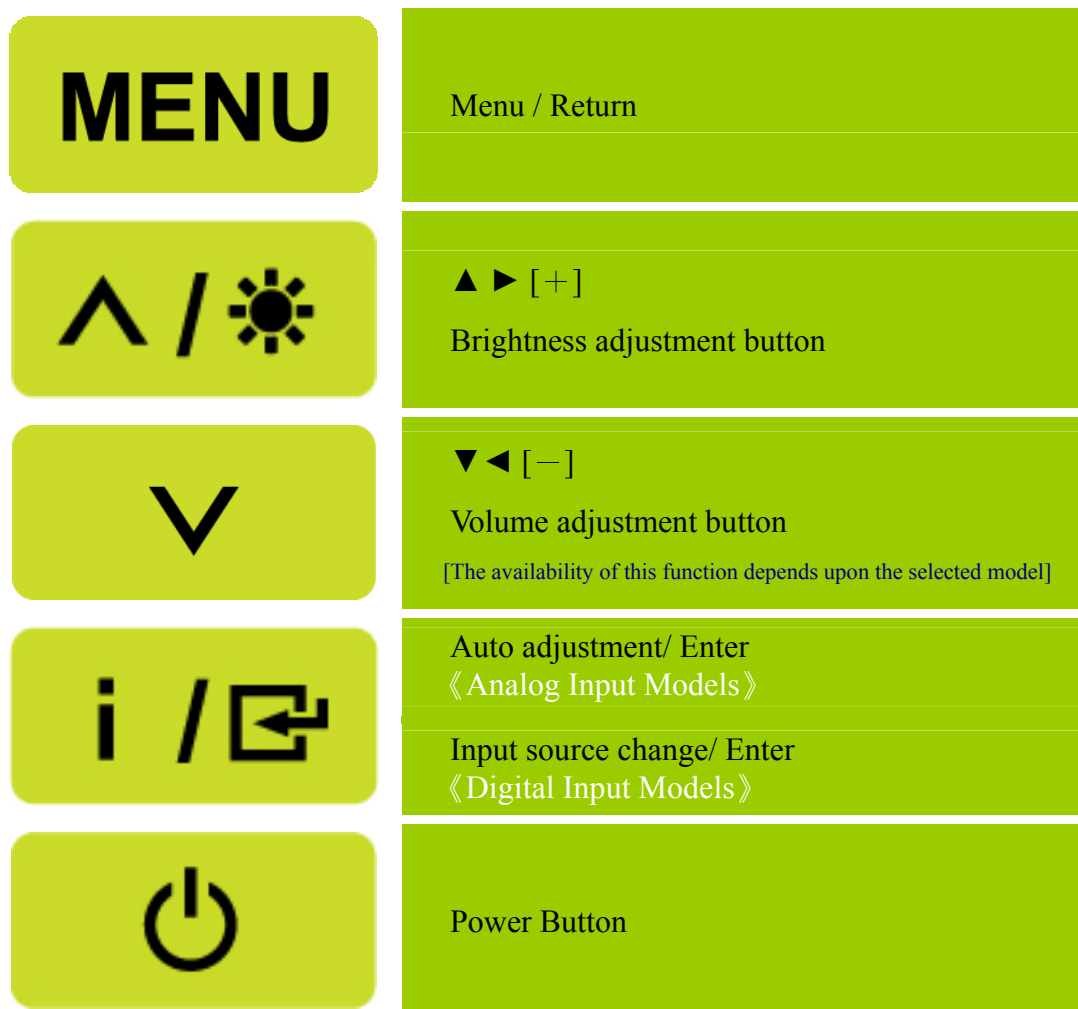 MENU
Menu / Return
∧ / ☀
▲ ► [＋]
Brightness adjustment button
∨
▼◄ [－]
Volume adjustment button
[The availability of this function depends upon the selected model]
i /
Auto adjustment/ Enter
《Analog Input Models》
Input source change/ Enter
《Digital Input Models》
Power Button